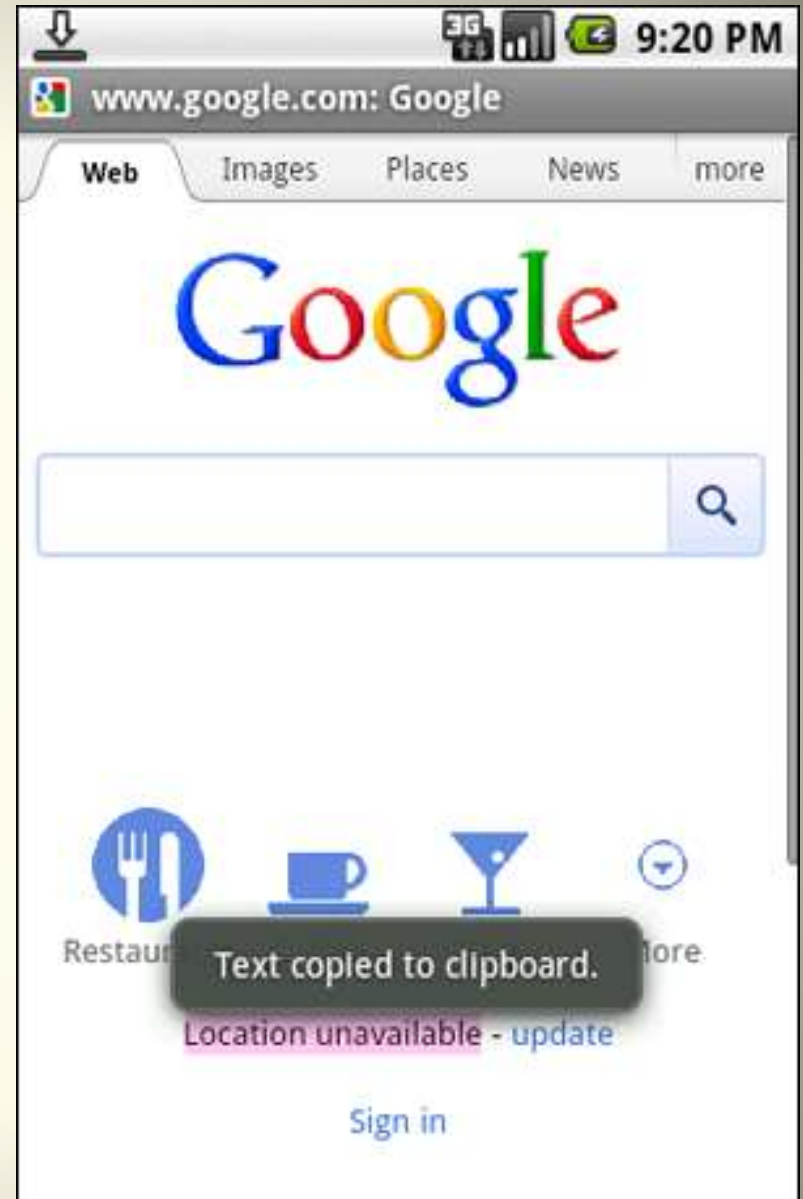 3G 9:20 PM
www.google.com: Google
Web Images Places News more
Google
Text copied to clipboard.
Location unavailable - update
Sign in